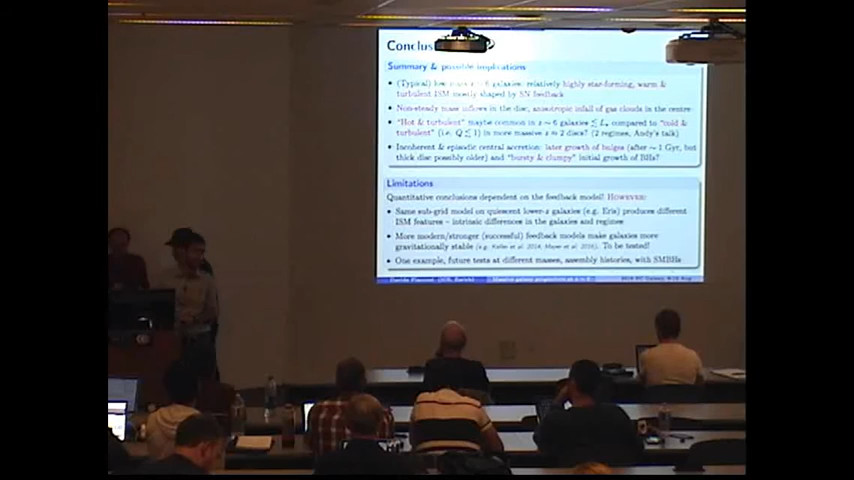 Conclus
Summary & possible implications
• (Typical) low mass z ~ 6 galaxies: relatively highly star-forming, warm &
turbulent ISM mostly shaped by SN feedback
• Non-steady mass inflows in the disc, anisotropic infall of gas clouds in the centre
• "Hot & turbulent" maybe common in z ~ 6 galaxies ≲ L*, compared to "cold &
turbulent" (i.e. Q ≲ 1) in more massive z ≈ 2 discs? (2 regimes, Andy's talk)
• Incoherent & episodic central accretion: later growth of bulges (after ~ 1 Gyr, but
thick disc possibly older) and "bursty & clumpy" initial growth of BHs?
Limitations
Quantitative conclusions dependent on the feedback model! However:
• Same sub-grid model on quiescent lower-z galaxies (e.g. Eris) produces different
ISM features – intrinsic differences in the galaxies and regimes
• More modern/stronger (successful) feedback models make galaxies more
gravitationally stable (e.g. Keller et al. 2014, Mayer et al. 2016). To be tested!
• One example, future tests at different masses, assembly histories, with SMBHs